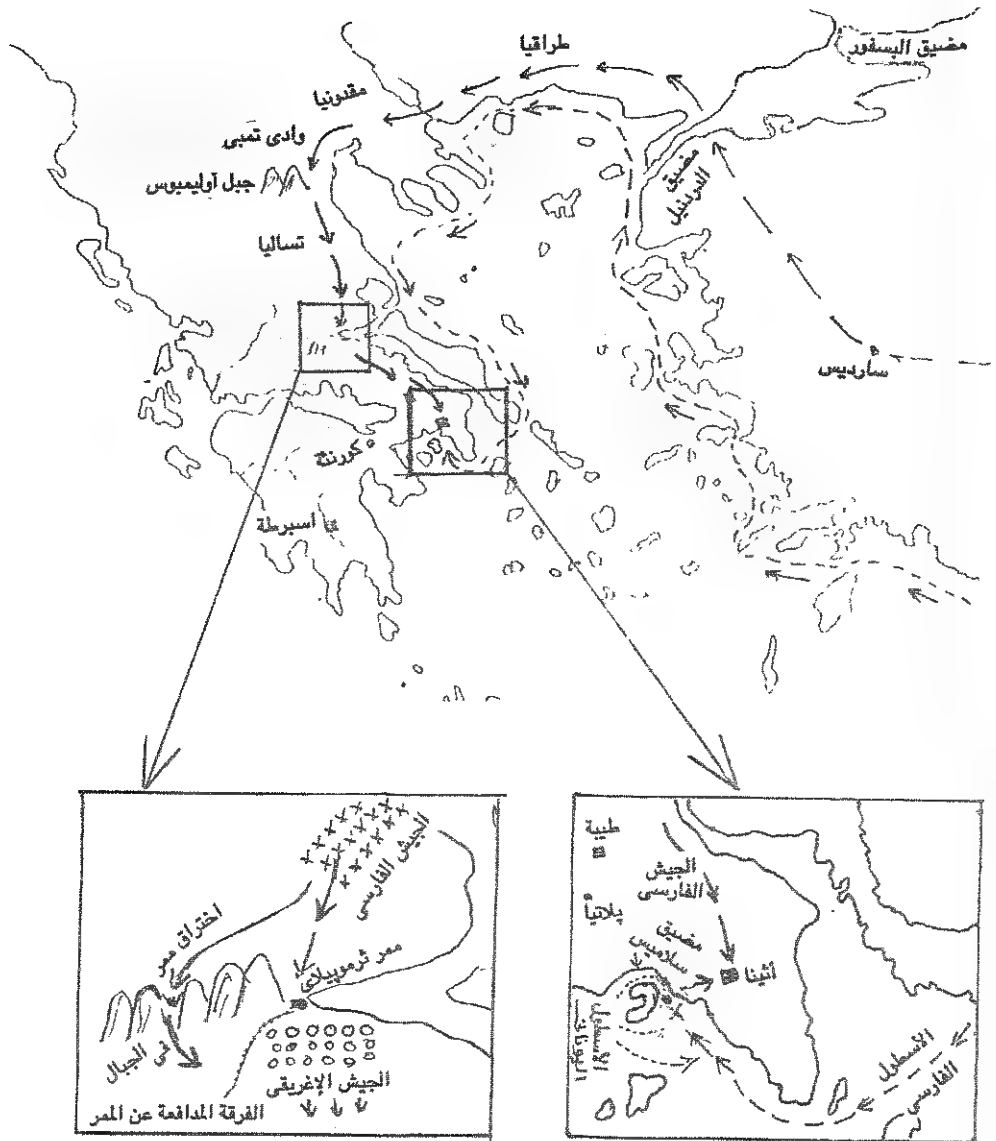 مضيق البسفور
طراقيا
مقدونيا
وادى تمبى
جبل أوليمبوس
مضيق
الدردنيل
تساليا
سارديس
كورنثة
اسبرطة
الجيش الفارسى
اختراق ممر
فى الجبال
ممر ثرموبيلاى
الجيش الإغريقى
الفرقة المدافعة عن الممر
طيبة
الجيش
الفارسى
پلاتيا
مضيق
سلاميس
أثينا
الأسطول
اليونانى
الأسطول
الفارسى